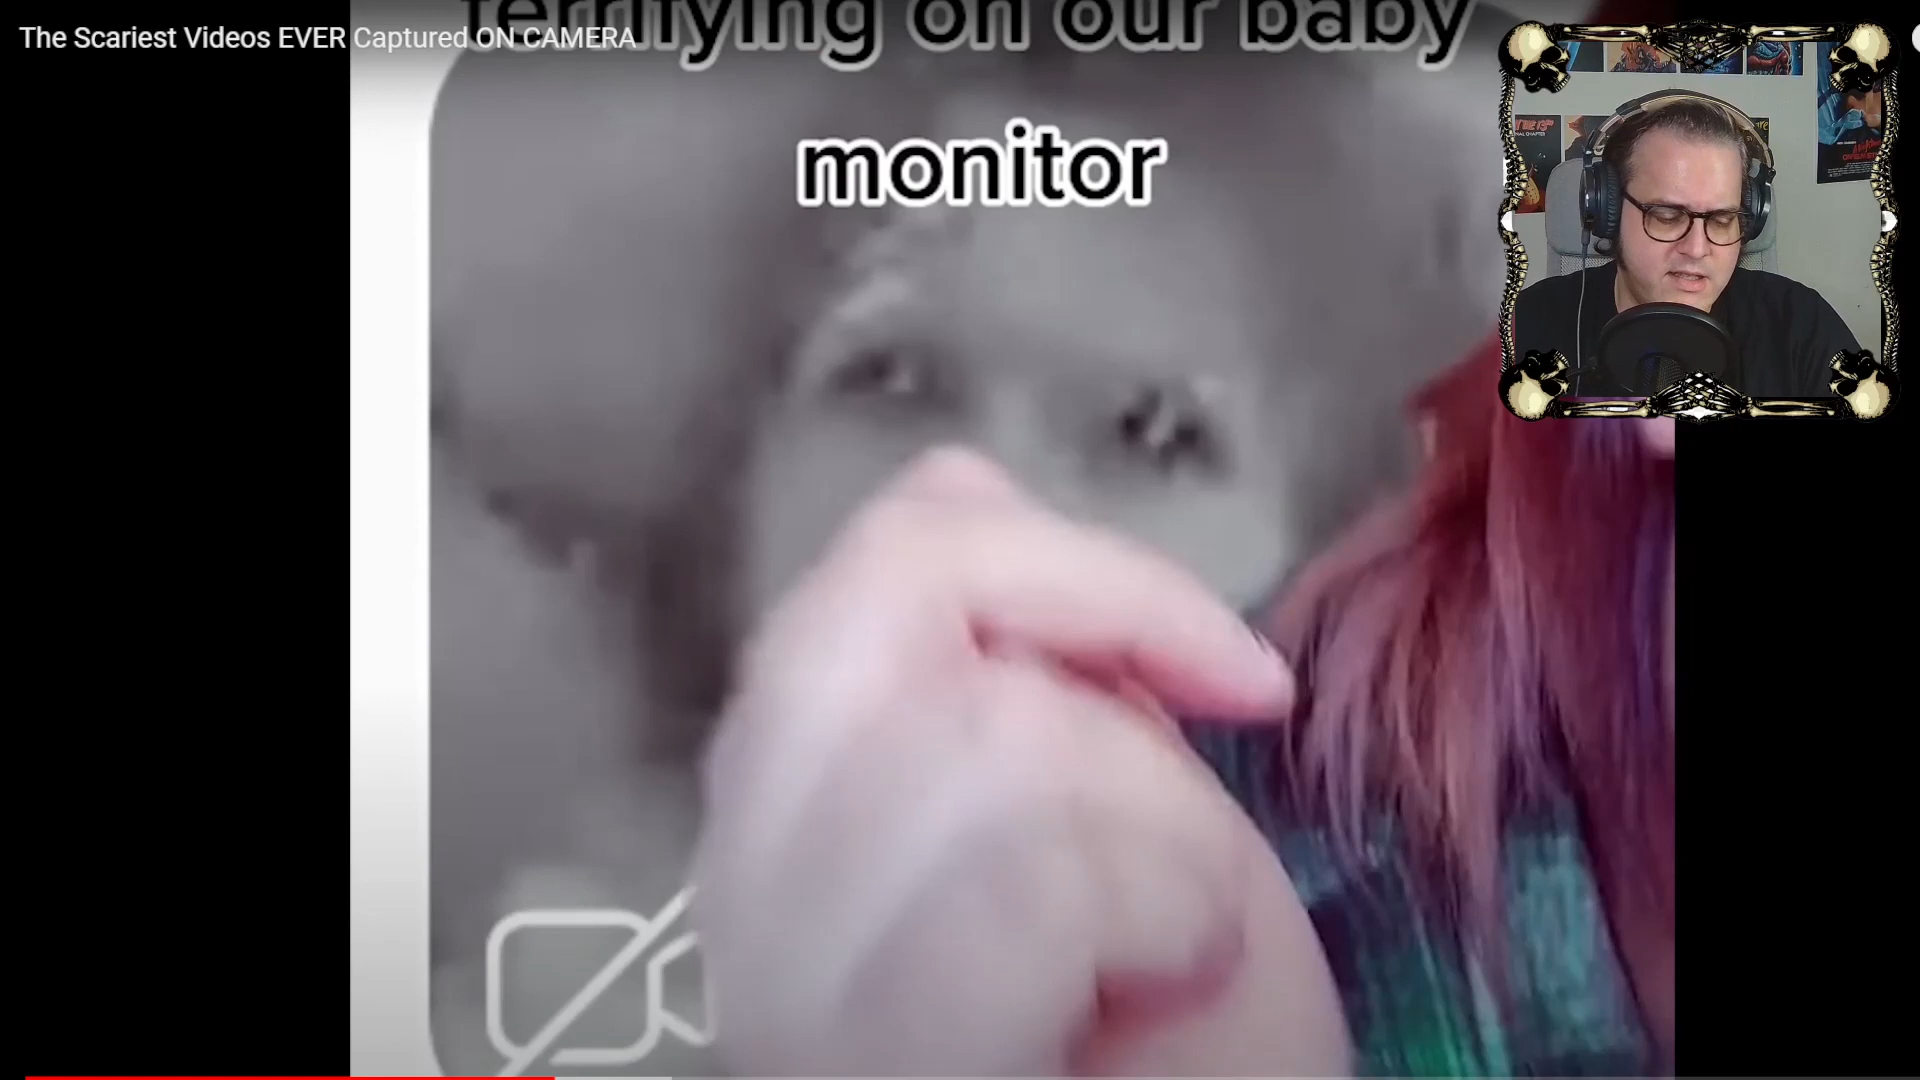 The Scariest Videos EVER Captured ON CAMERA
terrifying on our baby
monitor